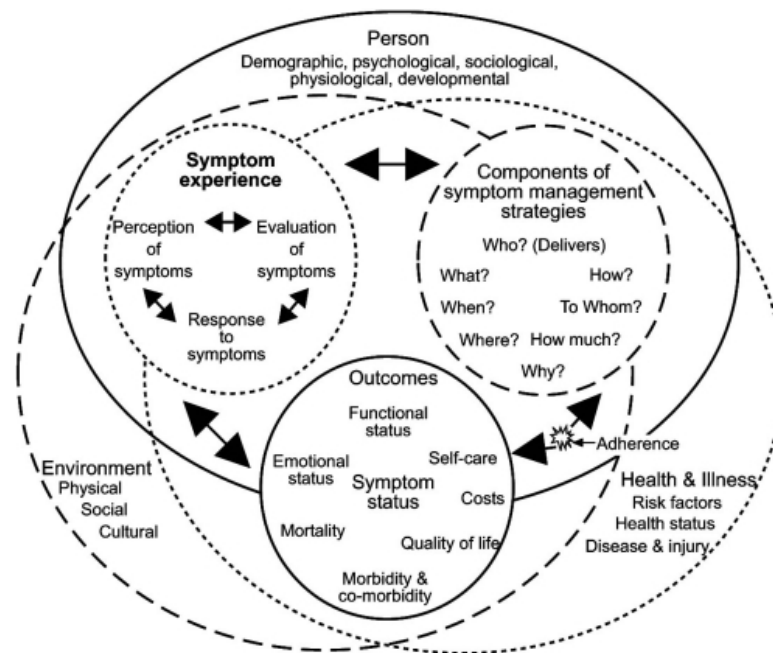 Person
Demographic, psychological, sociological,
physiological, developmental
Symptom
experience
Perception
of
symptoms
Evaluation
of
symptoms
Response
to
symptoms
Components of
symptom management
strategies
Who? (Delivers)
What?
How?
When?
To Whom?
Where?
How much?
Why?
Outcomes
Functional
status
Emotional
status
Self-care
Symptom
status
Costs
Mortality
Quality of life
Morbidity &
co-morbidity
Adherence
Environment
Physical
Social
Cultural
Health & Illness
Risk factors
Health status
Disease & injury